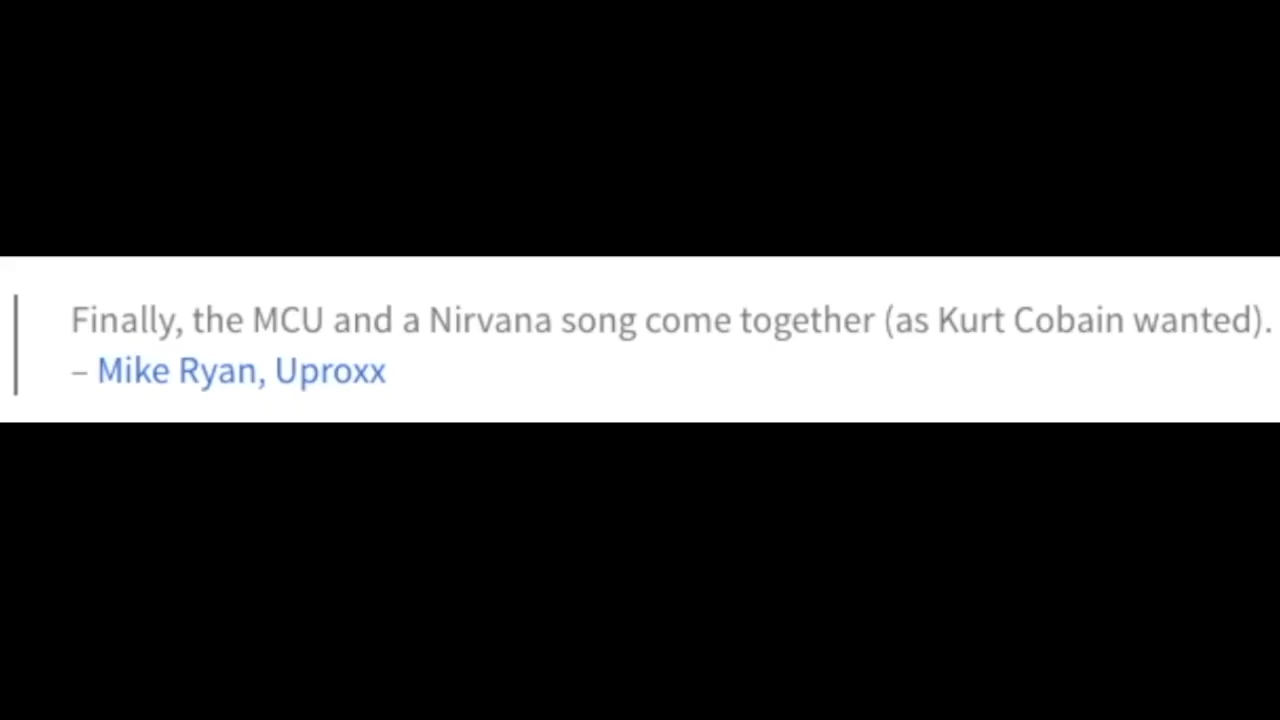 Finally, the MCU and a Nirvana song come together (as Kurt Cobain wanted).
– Mike Ryan, Uproxx